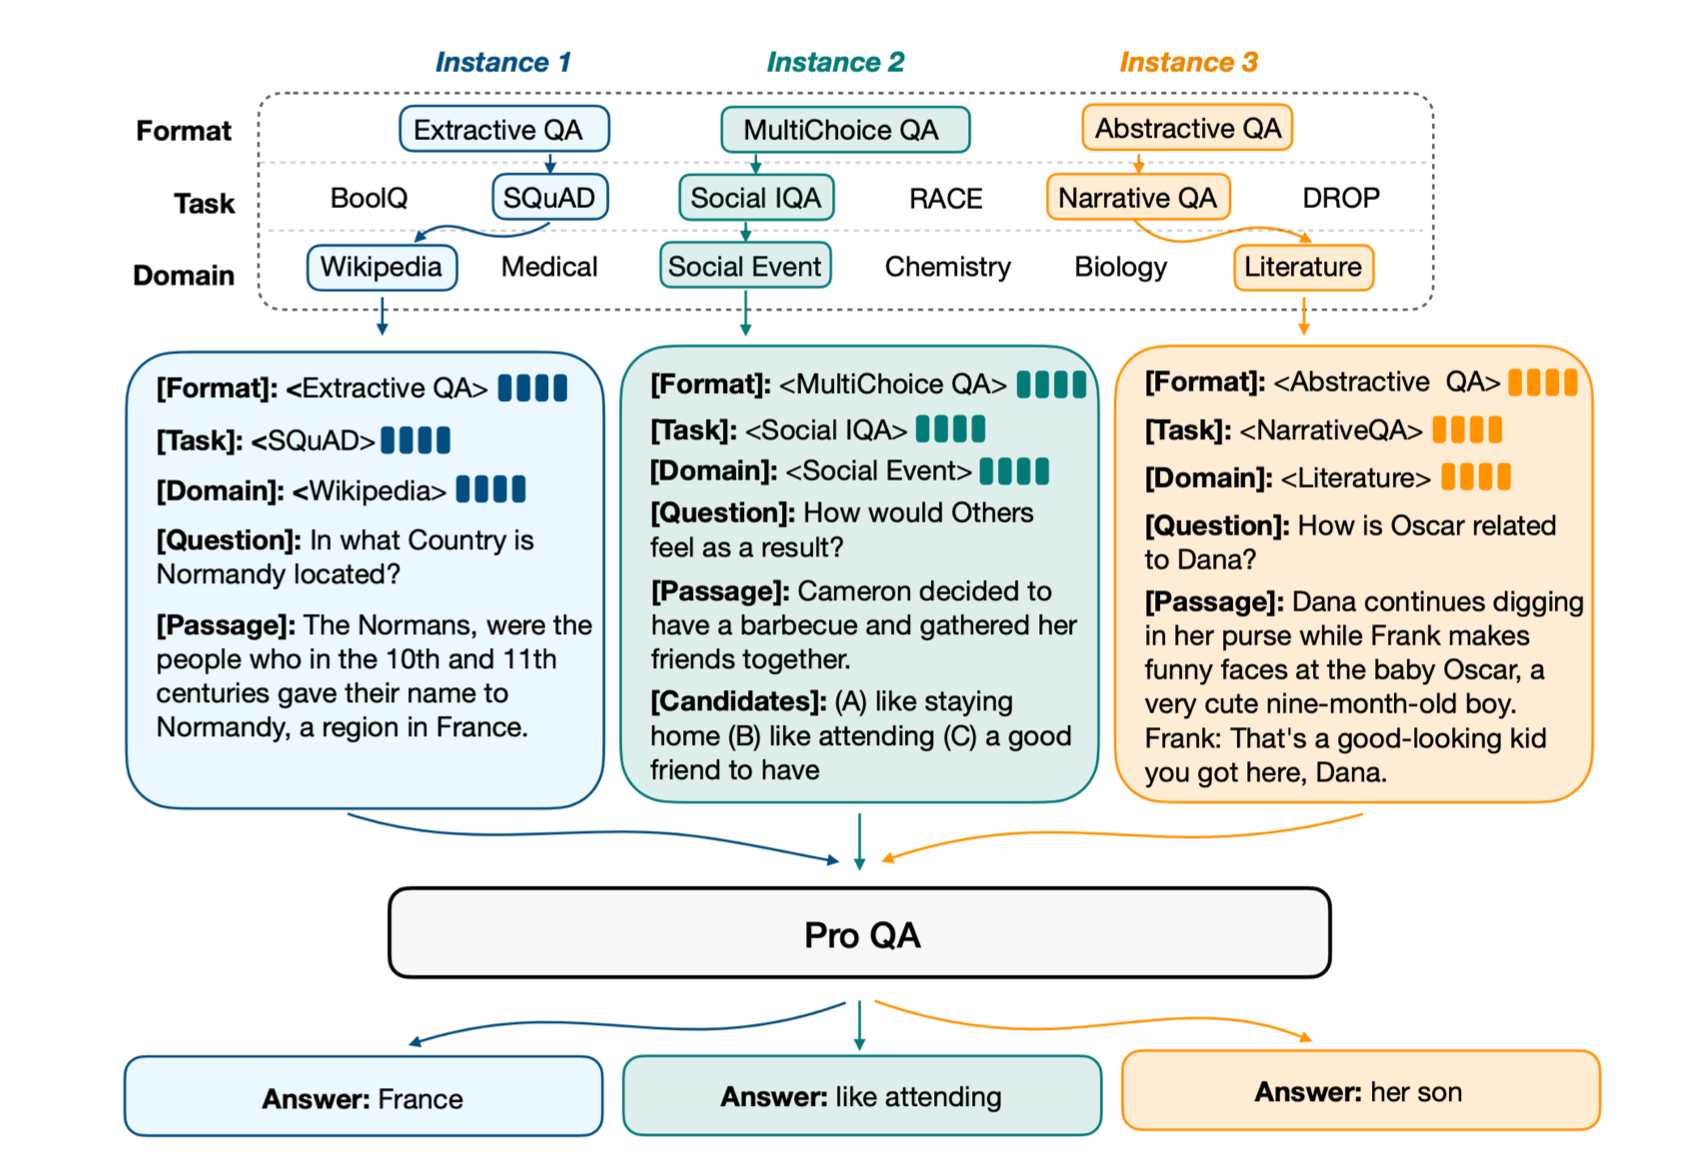 Instance 1 Instance 2 Instance 3
Format Extractive QA MultiChoice QA Abstractive QA
Task BoolQ SQuAD Social IQA RACE Narrative QA DROP
Domain Wikipedia Medical Social Event Chemistry Biology Literature
[Format]: <Extractive QA>
[Task]: <SQuAD>
[Domain]: <Wikipedia>
[Question]: In what Country is
Normandy located?
[Passage]: The Normans, were the
people who in the 10th and 11th
centuries gave their name to
Normandy, a region in France.
[Format]: <MultiChoice QA>
[Task]: <Social IQA>
[Domain]: <Social Event>
[Question]: How would Others
feel as a result?
[Passage]: Cameron decided to
have a barbecue and gathered her
friends together.
[Candidates]: (A) like staying
home (B) like attending (C) a good
friend to have
[Format]: <Abstractive QA>
[Task]: <NarrativeQA>
[Domain]: <Literature>
[Question]: How is Oscar related
to Dana?
[Passage]: Dana continues digging
in her purse while Frank makes
funny faces at the baby Oscar, a
very cute nine-month-old boy.
Frank: That's a good-looking kid
you got here, Dana.
Pro QA
Answer: France
Answer: like attending
Answer: her son